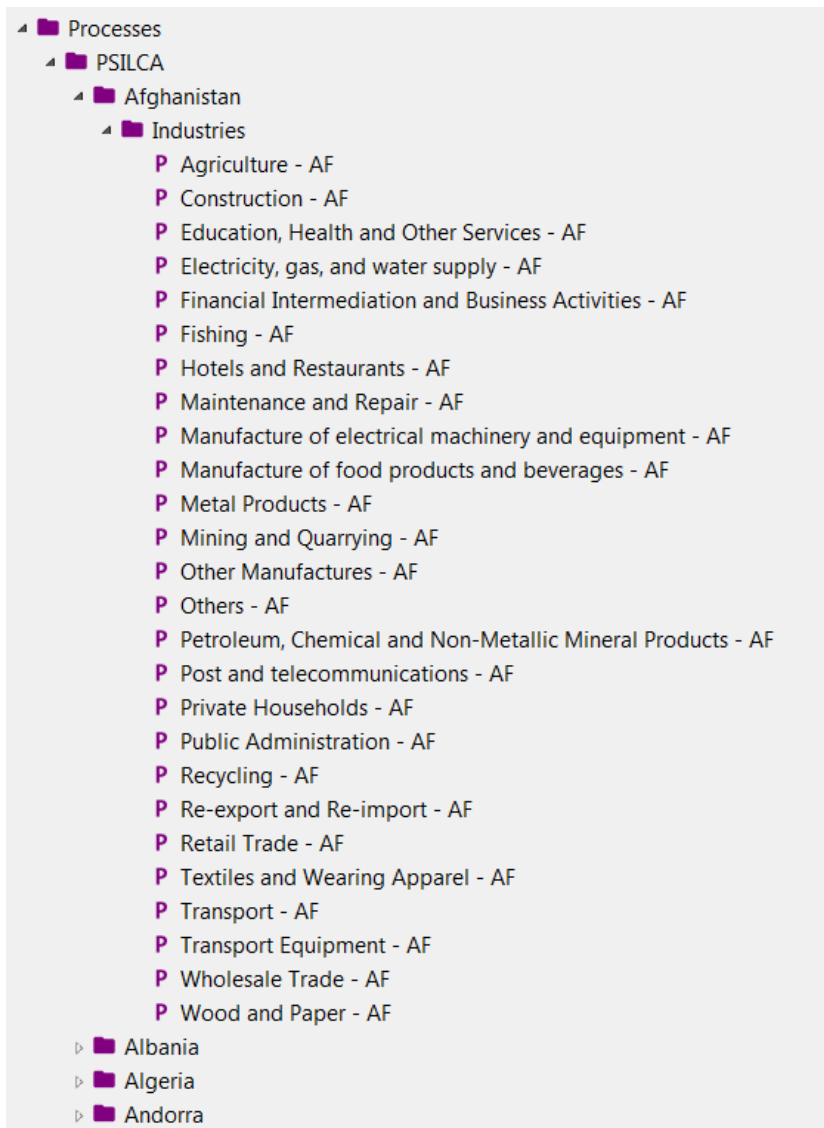 Processes
PSILCA
Afghanistan
Industries
P Agriculture - AF
P Construction - AF
P Education, Health and Other Services - AF
P Electricity, gas, and water supply - AF
P Financial Intermediation and Business Activities - AF
P Fishing - AF
P Hotels and Restaurants - AF
P Maintenance and Repair - AF
P Manufacture of electrical machinery and equipment - AF
P Manufacture of food products and beverages - AF
P Metal Products - AF
P Mining and Quarrying - AF
P Other Manufactures - AF
P Others - AF
P Petroleum, Chemical and Non-Metallic Mineral Products - AF
P Post and telecommunications - AF
P Private Households - AF
P Public Administration - AF
P Recycling - AF
P Re-export and Re-import - AF
P Retail Trade - AF
P Textiles and Wearing Apparel - AF
P Transport - AF
P Transport Equipment - AF
P Wholesale Trade - AF
P Wood and Paper - AF
Albania
Algeria
Andorra